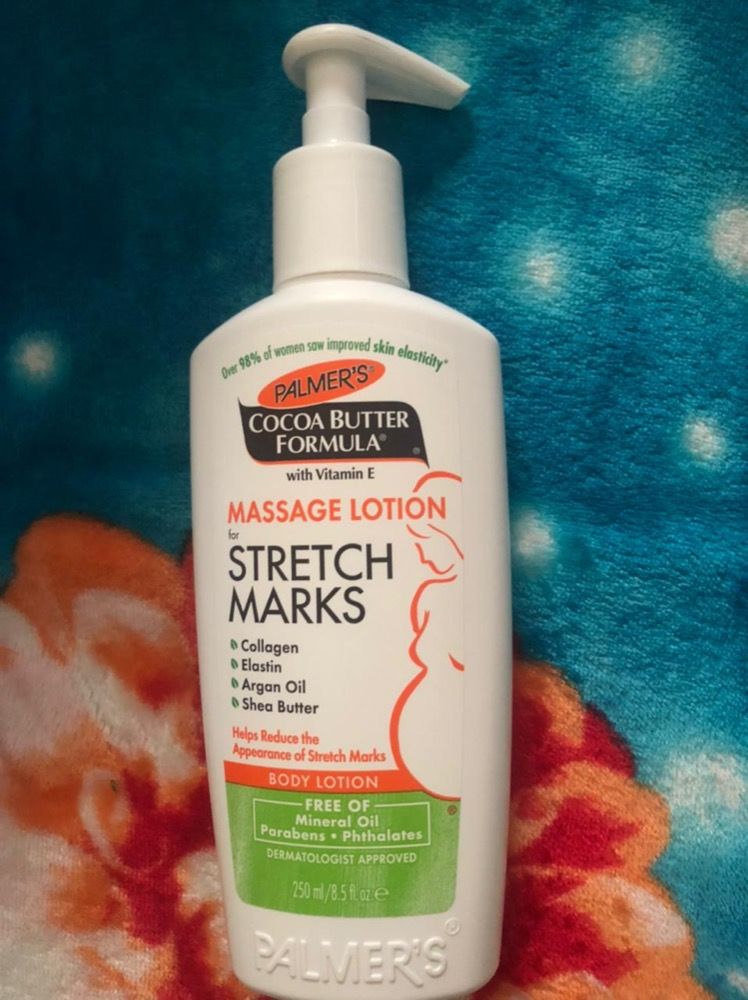 Over 98% of women saw improved skin elasticity*
PALMER'S®
COCOA BUTTER
FORMULA®
with Vitamin E
MASSAGE LOTION
for
STRETCH
MARKS
Collagen
Elastin
Argan Oil
Shea Butter
Helps Reduce the
Appearance of Stretch Marks
BODY LOTION
FREE OF
Mineral Oil
Parabens • Phthalates
DERMATOLOGIST APPROVED
250 ml/8.5 fl. oz e
PALMER'S®